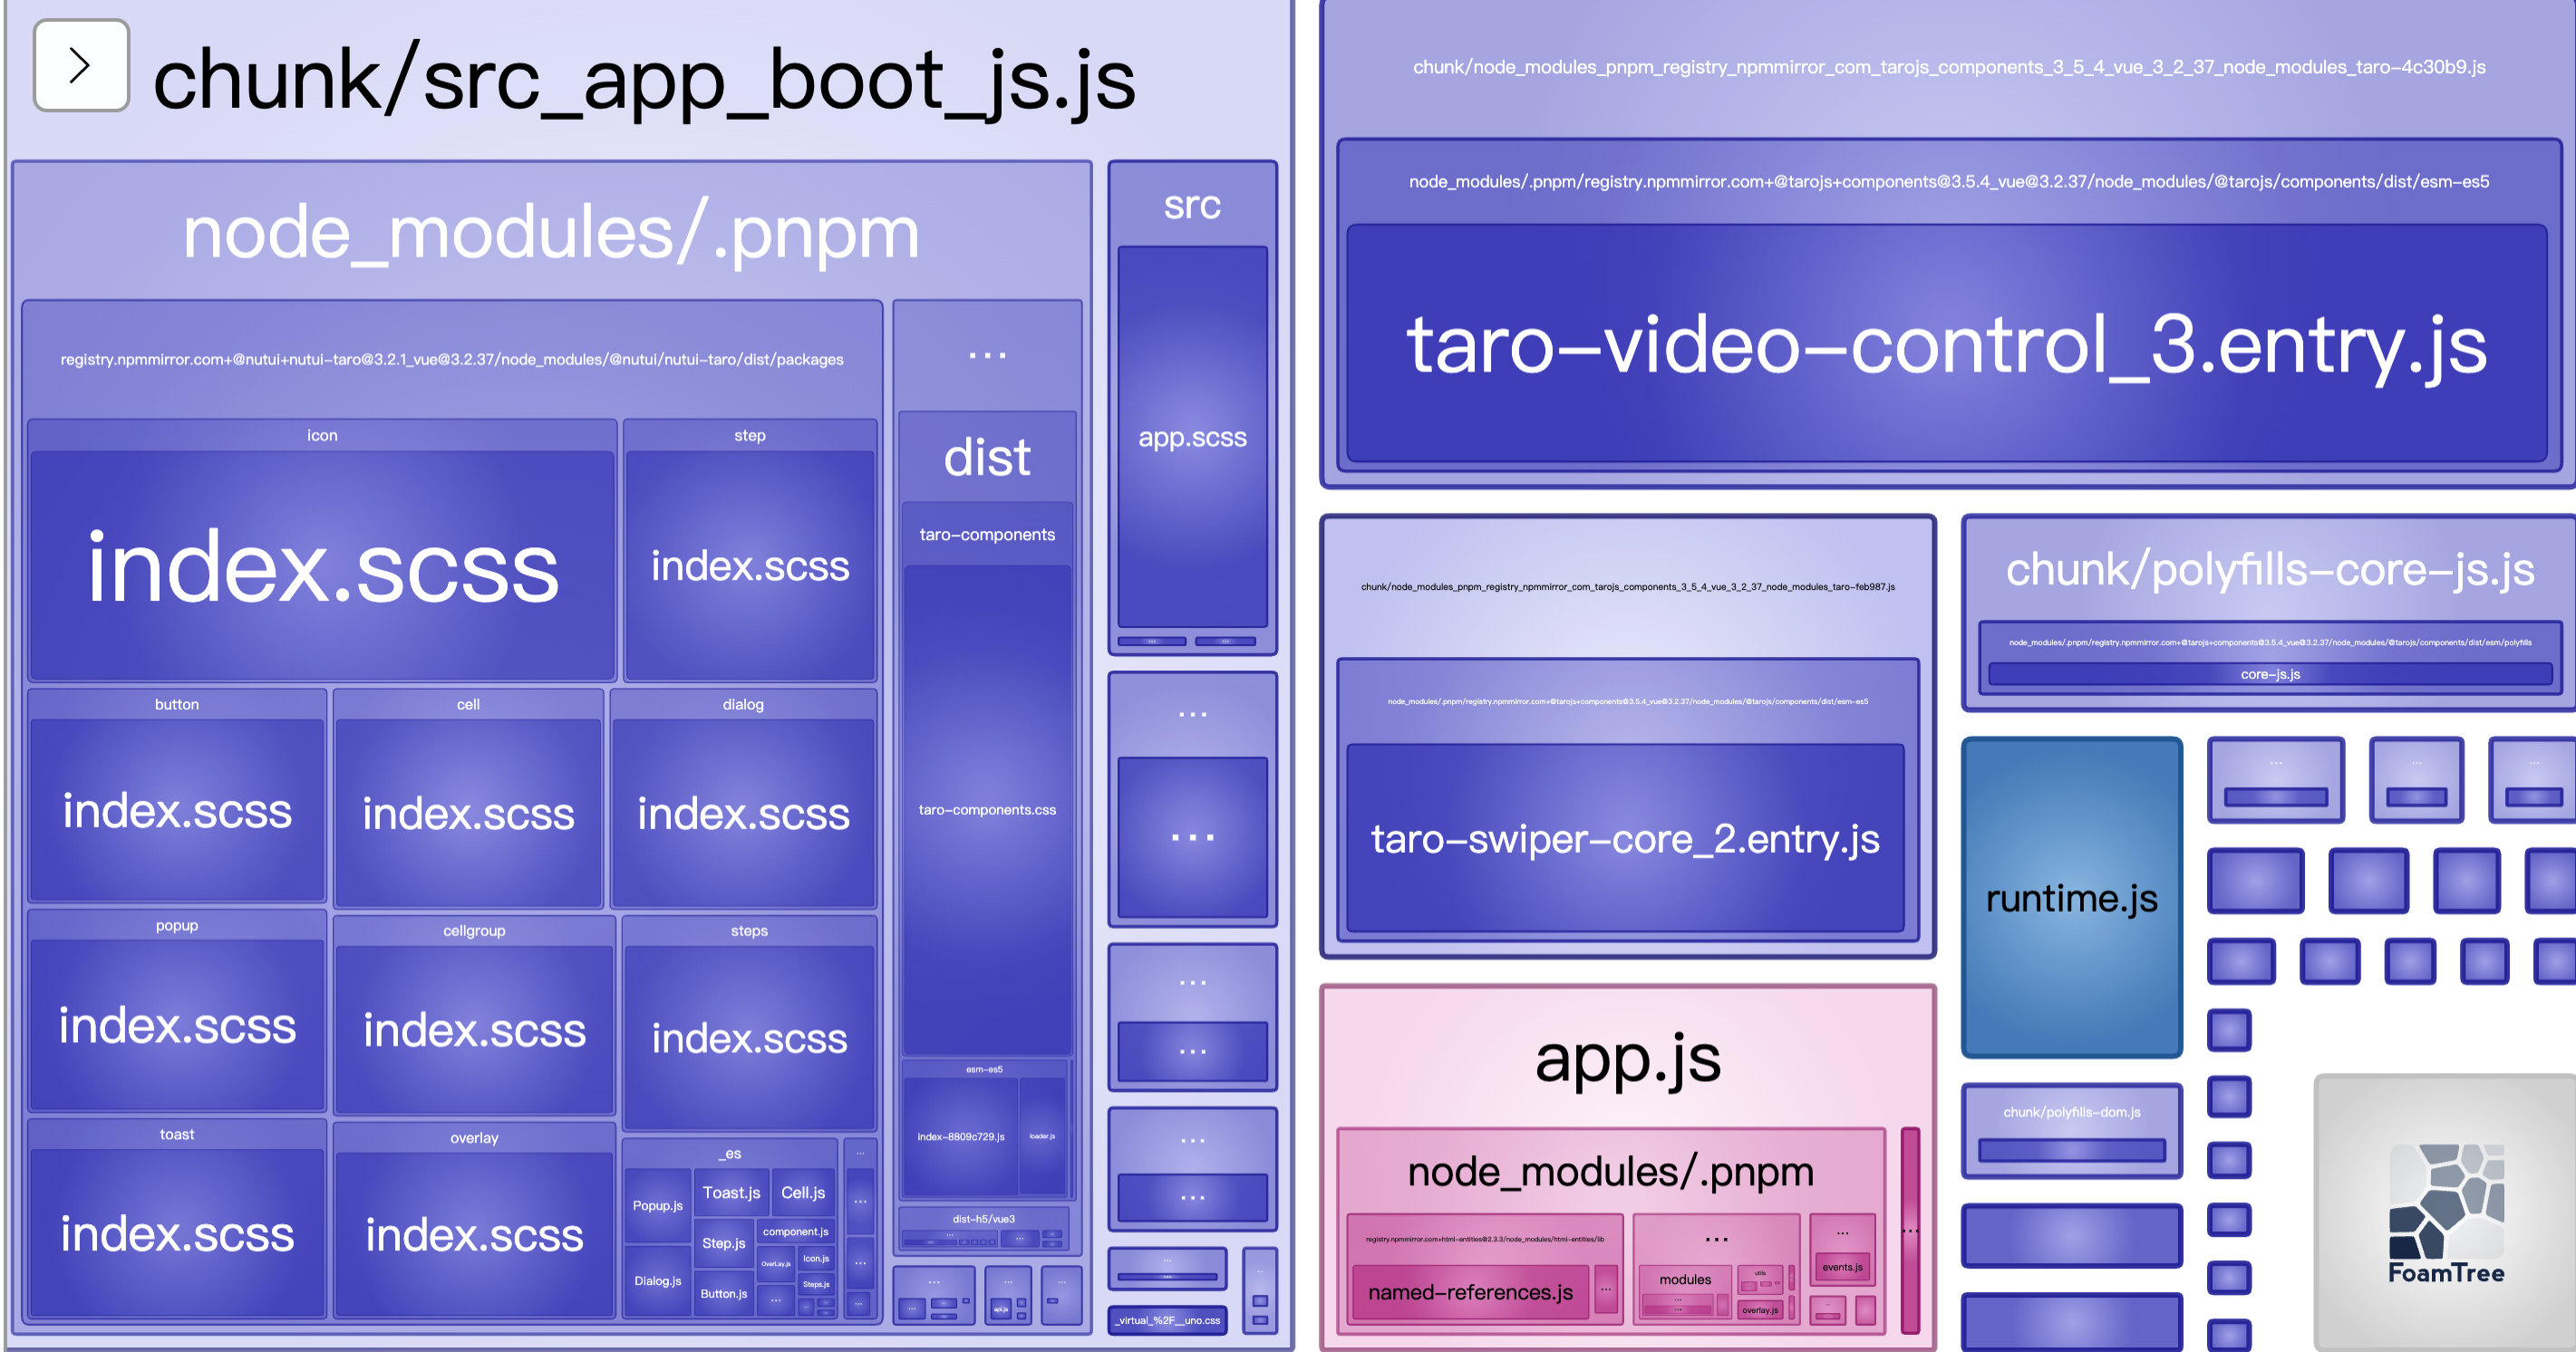 chunk/src_app_boot_js.js
node_modules/.pnpm
registry.npmmirror.com+@nutui+nutui-taro@3.2.1_vue@3.2.37/node_modules/@nutui/nutui-taro/dist/packages
icon
index.scss
step
index.scss
button
index.scss
cell
index.scss
dialog
index.scss
popup
index.scss
cellgroup
index.scss
steps
index.scss
toast
index.scss
overlay
index.scss
_es
Popup.js
Toast.js
Cell.js
Dialog.js
Step.js
component.js
OverLay.js
Icon.js
Button.js
Steps.js
...
...
...
...
...
...
dist
taro-components
taro-components.css
esm-es5
index-8809c729.js
loader.js
dist-h5/vue3
...
...
...
...
...
api.js
...
src
app.scss
...
...
...
...
...
...
...
...
...
...
...
_virtual_%2F__uno.css
chunk/node_modules_pnpm_registry_npmmirror_com_tarojs_components_3_5_4_vue_3_2_37_node_modules_taro-4c30b9.js
node_modules/.pnpm/registry.npmmirror.com+@tarojs+components@3.5.4_vue@3.2.37/node_modules/@tarojs/components/dist/esm-es5
taro-video-control_3.entry.js
chunk/node_modules_pnpm_registry_npmmirror_com_tarojs_components_3_5_4_vue_3_2_37_node_modules_taro-feb987.js
node_modules/.pnpm/registry.npmmirror.com+@tarojs+components@3.5.4_vue@3.2.37/node_modules/@tarojs/components/dist/esm-es5
taro-swiper-core_2.entry.js
chunk/polyfills-core-js.js
node_modules/.pnpm/registry.npmmirror.com+@tarojs+components@3.5.4_vue@3.2.37/node_modules/@tarojs/components/dist/esm/polyfills
core-js.js
runtime.js
...
...
...
chunk/polyfills-dom.js
app.js
node_modules/.pnpm
registry.npmmirror.com+html-entities@2.3.3/node_modules/html-entities/lib
named-references.js
...
...
modules
...
...
utils
overlay.js
...
events.js
...
...
FoamTree